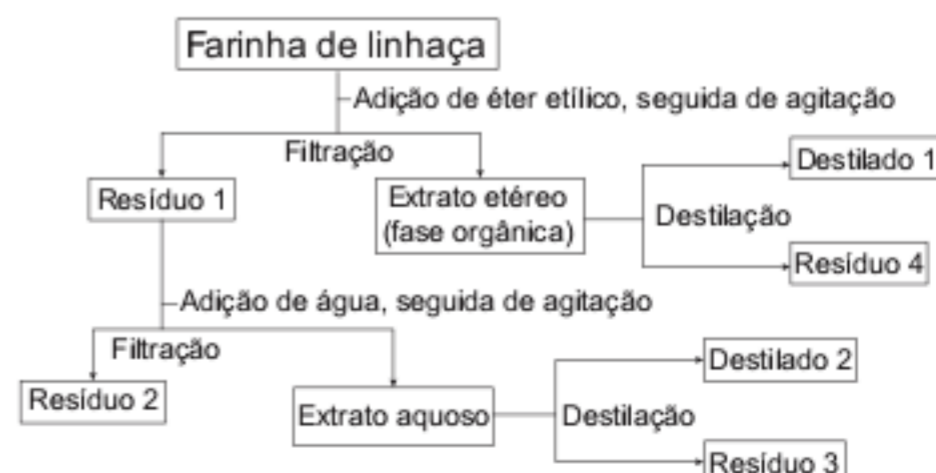 Farinha de linhaça
Adição de éter etílico, seguida de agitação
Filtração
Destilado 1
Resíduo 1
Extrato etéreo
(fase orgânica)
Destilação
Resíduo 4
Adição de água, seguida de agitação
Filtração
Destilado 2
Resíduo 2
Extrato aquoso
Destilação
Resíduo 3